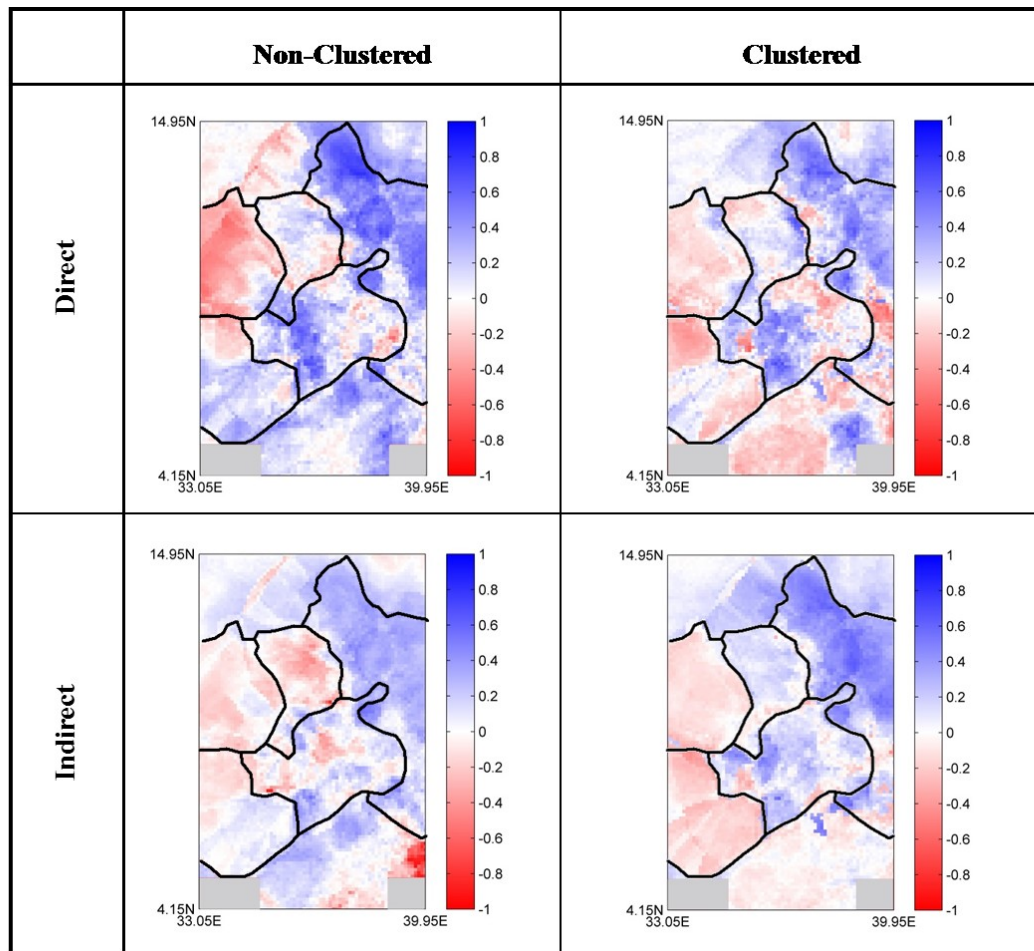 Non-Clustered
Clustered
Direct
14.95N
4.15N
33.05E
39.95E
1
0.8
0.6
0.4
0.2
0
-0.2
-0.4
-0.6
-0.8
-1
14.95N
4.15N
33.05E
39.95E
1
0.8
0.6
0.4
0.2
0
-0.2
-0.4
-0.6
-0.8
-1
Indirect
14.95N
4.15N
33.05E
39.95E
1
0.8
0.6
0.4
0.2
0
-0.2
-0.4
-0.6
-0.8
-1
14.95N
4.15N
33.05E
39.95E
1
0.8
0.6
0.4
0.2
0
-0.2
-0.4
-0.6
-0.8
-1